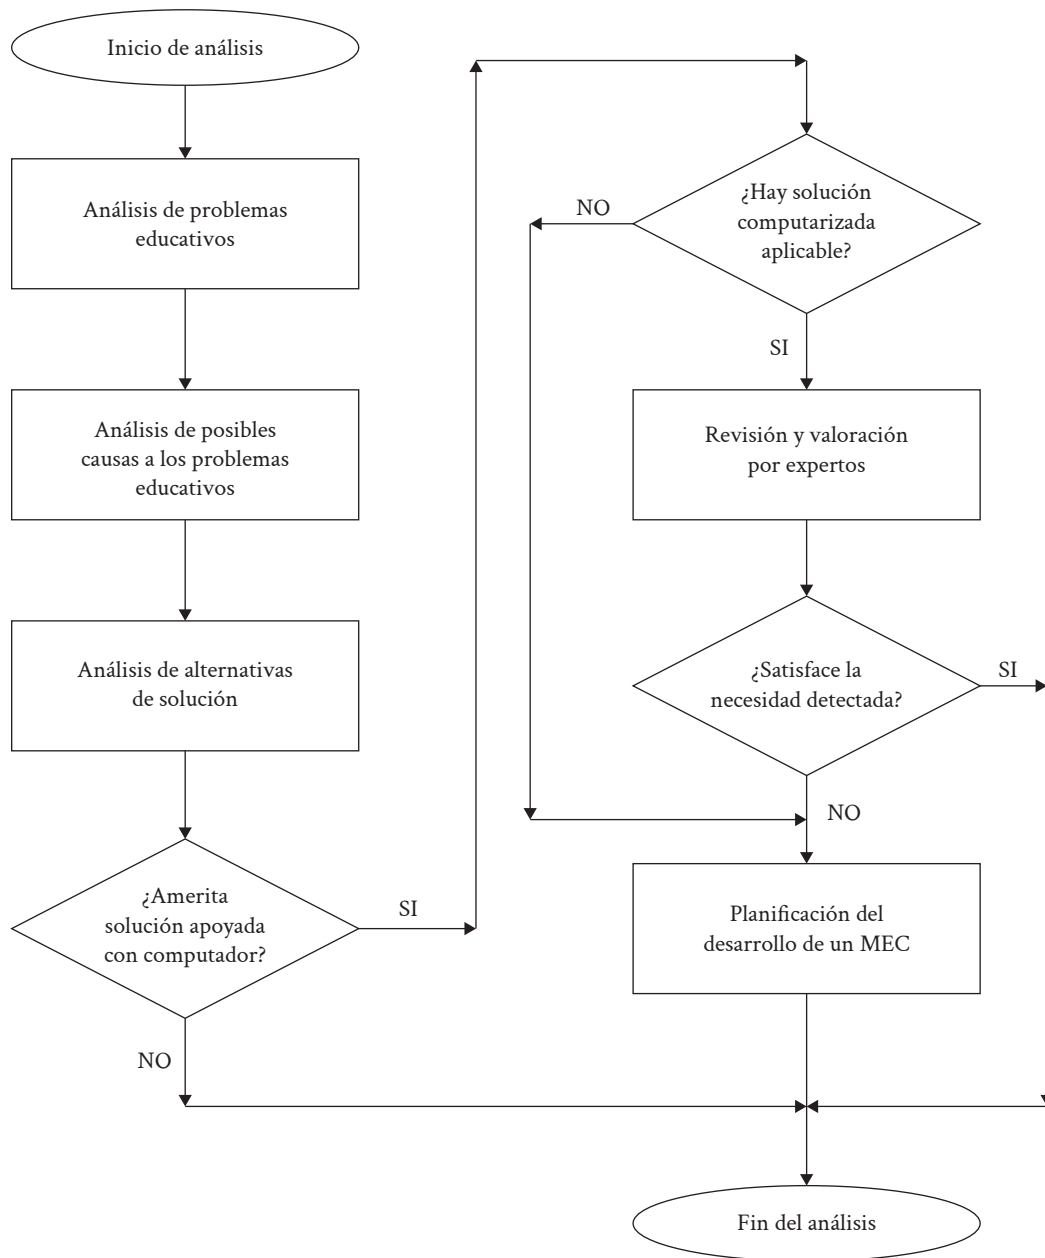 Inicio de análisis
Análisis de problemas
educativos
Análisis de posibles
causas a los problemas
educativos
Análisis de alternativas
de solución
¿Amerita
solución apoyada
con computador?
SI
NO
¿Hay solución
computarizada
aplicable?
NO
SI
Revisión y valoración
por expertos
¿Satisface la
necesidad detectada?
SI
NO
Planificación del
desarrollo de un MEC
Fin del análisis